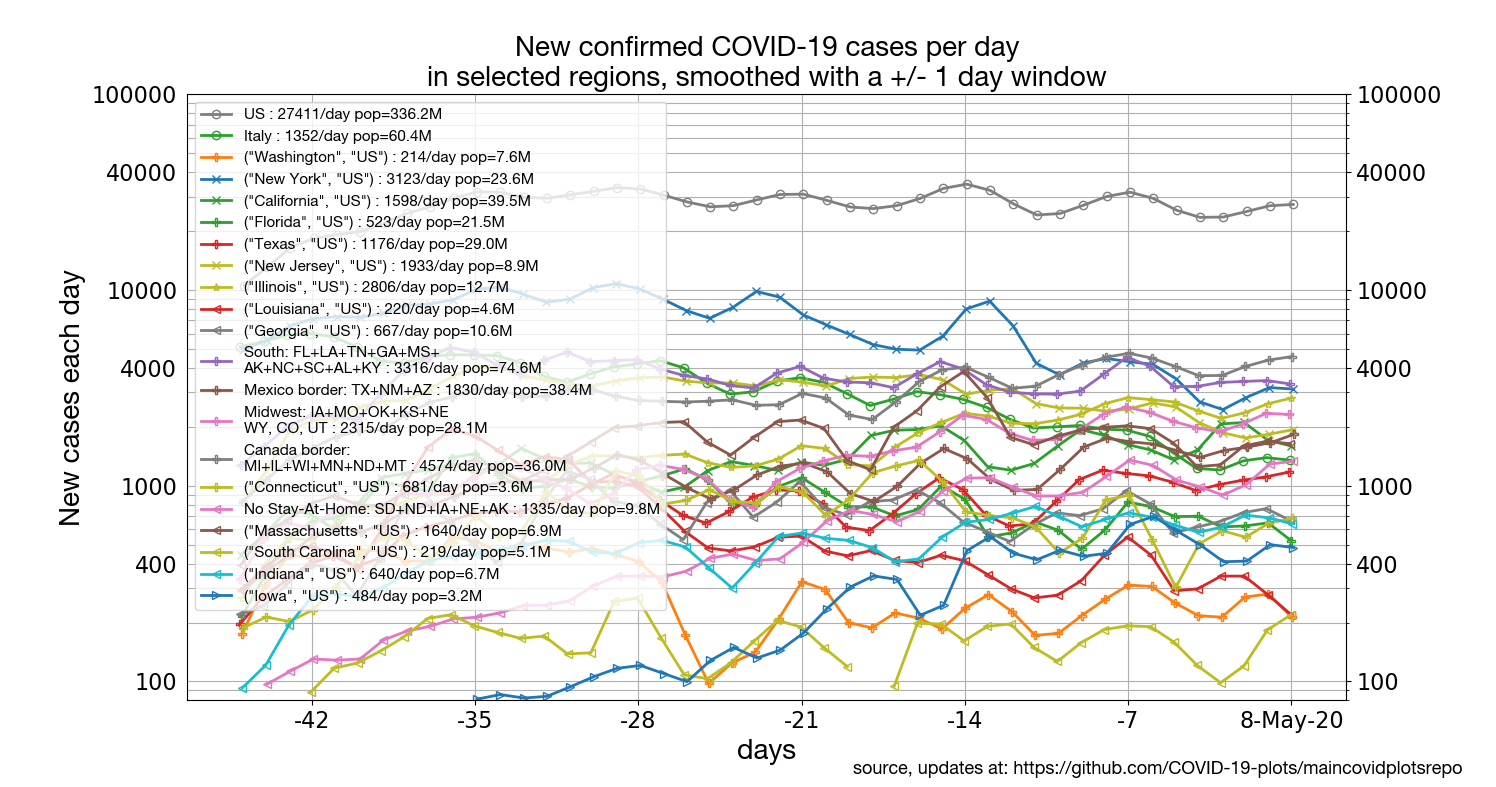 New confirmed COVID-19 cases per day
in selected regions, smoothed with a +/- 1 day window
100000
40000
10000
4000
1000
400
100
New cases each day
US : 27411/day pop=336.2M
Italy : 1352/day pop=60.4M
("Washington", "US") : 214/day pop=7.6M
("New York", "US") : 3123/day pop=23.6M
("California", "US") : 1598/day pop=39.5M
("Florida", "US") : 523/day pop=21.5M
("Texas", "US") : 1176/day pop=29.0M
("New Jersey", "US") : 1933/day pop=8.9M
("Illinois", "US") : 2806/day pop=12.7M
("Louisiana", "US") : 220/day pop=4.6M
("Georgia", "US") : 667/day pop=10.6M
South: FL+LA+TN+GA+MS+
AK+NC+SC+AL+KY : 3316/day pop=74.6M
Mexico border: TX+NM+AZ : 1830/day pop=38.4M
Midwest: IA+MO+OK+KS+NE
WY, CO, UT : 2315/day pop=28.1M
Canada border:
MI+IL+WI+MN+ND+MT : 4574/day pop=36.0M
("Connecticut", "US") : 681/day pop=3.6M
No Stay-At-Home: SD+ND+IA+NE+AK : 1335/day pop=9.8M
("Massachusetts", "US") : 1640/day pop=6.9M
("South Carolina", "US") : 219/day pop=5.1M
("Indiana", "US") : 640/day pop=6.7M
("Iowa", "US") : 484/day pop=3.2M
100000
40000
10000
4000
1000
400
100
-42 -35 -28 -21 -14 -7 8-May-20
days
source, updates at: https://github.com/COVID-19-plots/maincovidplotsrepo